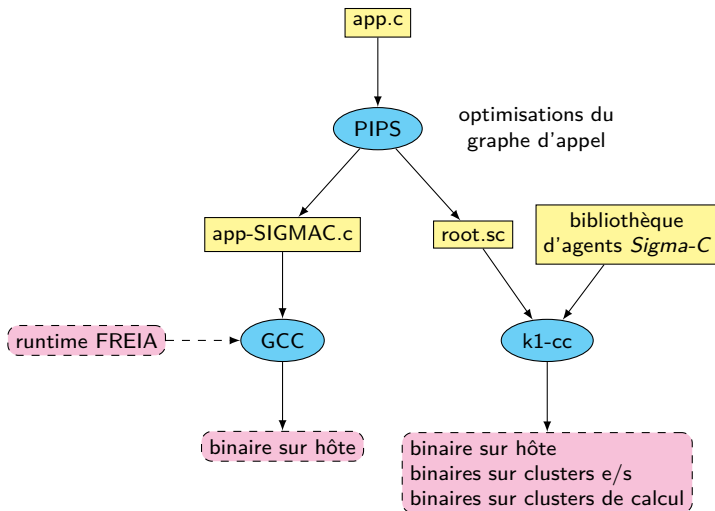 app.c
PIPS
optimisations du
graphe d'appel
app-SIGMAC.c
root.sc
bibliothèque
d'agents Sigma-C
runtime FREIA
GCC
k1-cc
binaire sur hôte
binaire sur hôte
binaires sur clusters e/s
binaires sur clusters de calcul